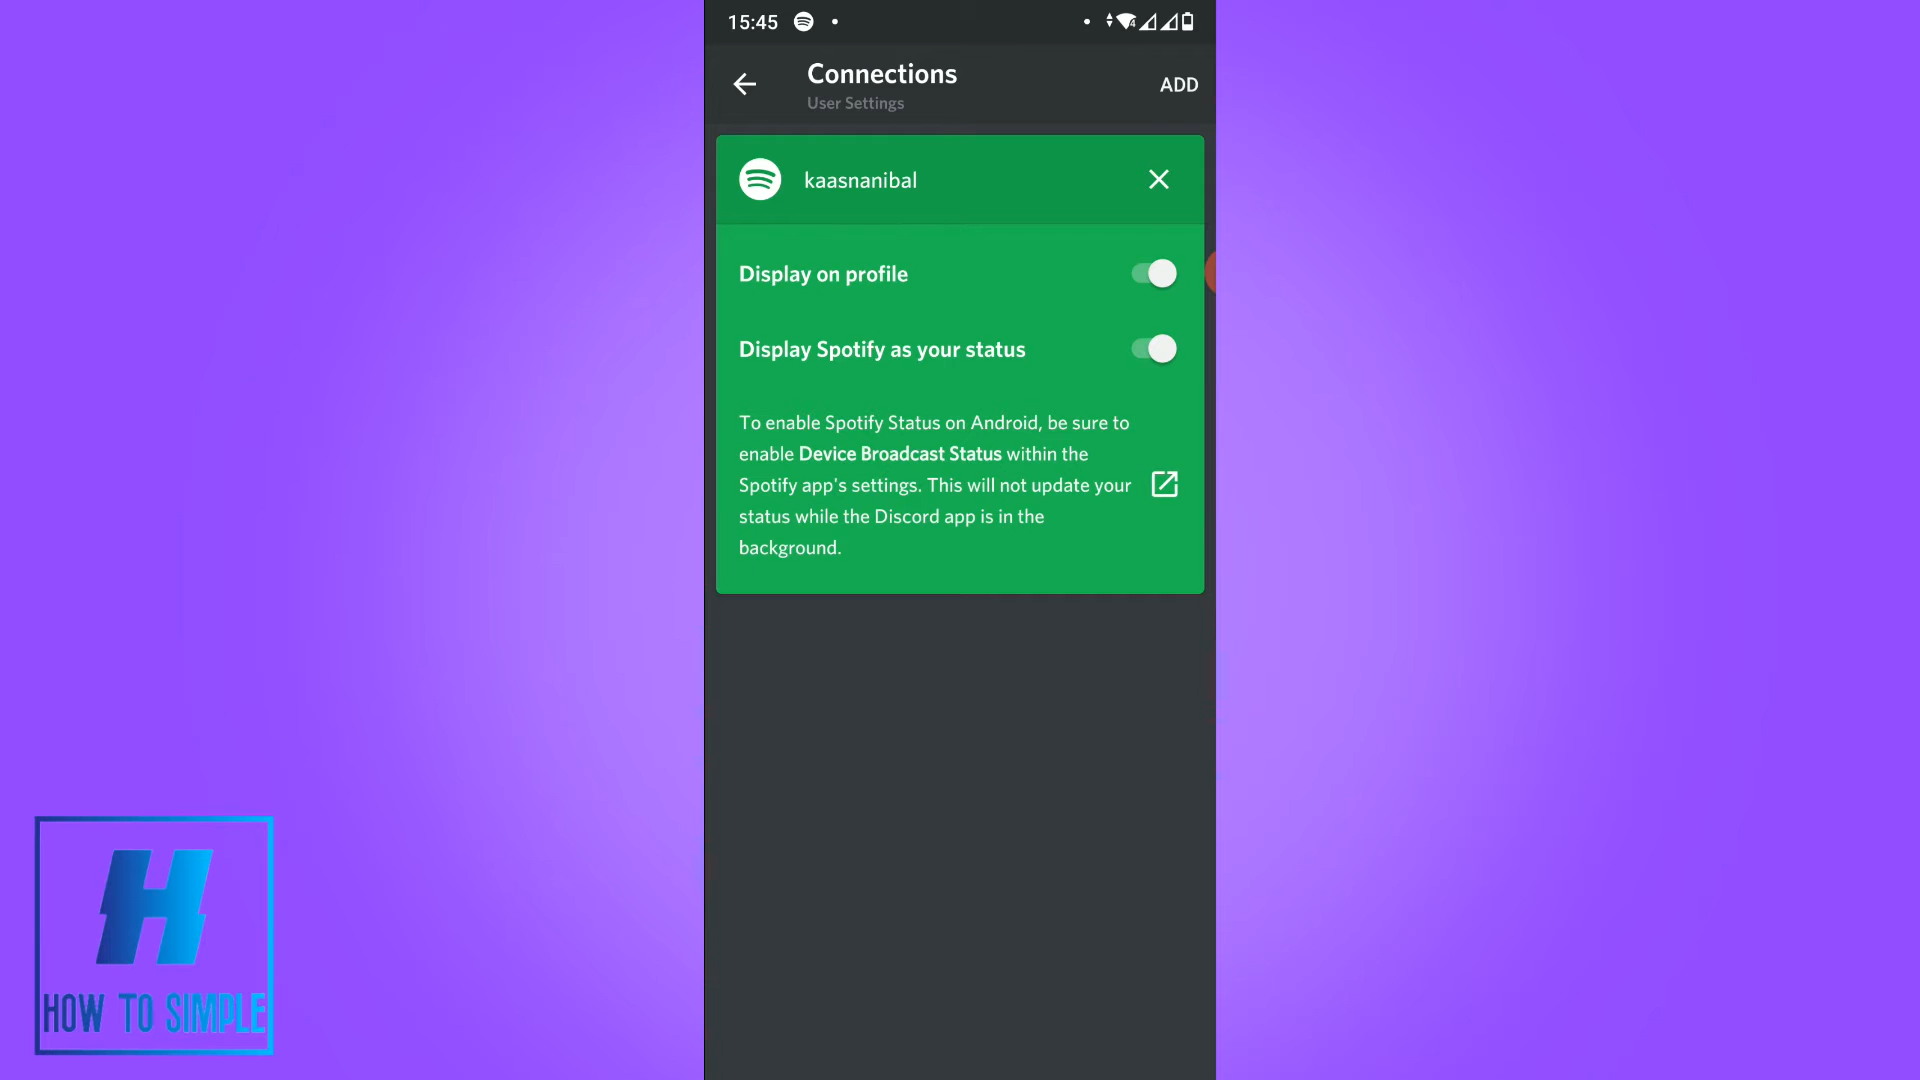 15:45
Connections
User Settings
ADD
kaasnanibal
Display on profile
Display Spotify as your status
To enable Spotify Status on Android, be sure to
enable Device Broadcast Status within the
Spotify app's settings. This will not update your
status while the Discord app is in the
background.
H
HOW TO SIMPLE